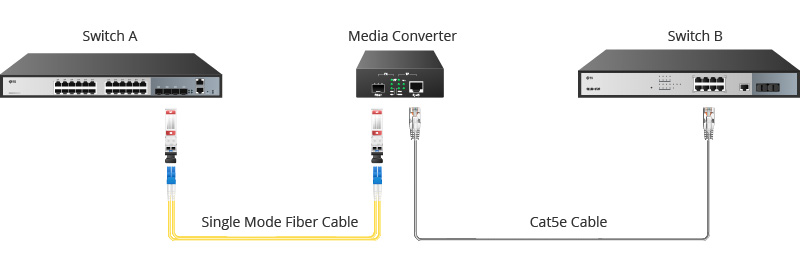 Switch A
Media Converter
Switch B
Single Mode Fiber Cable
Cat5e Cable